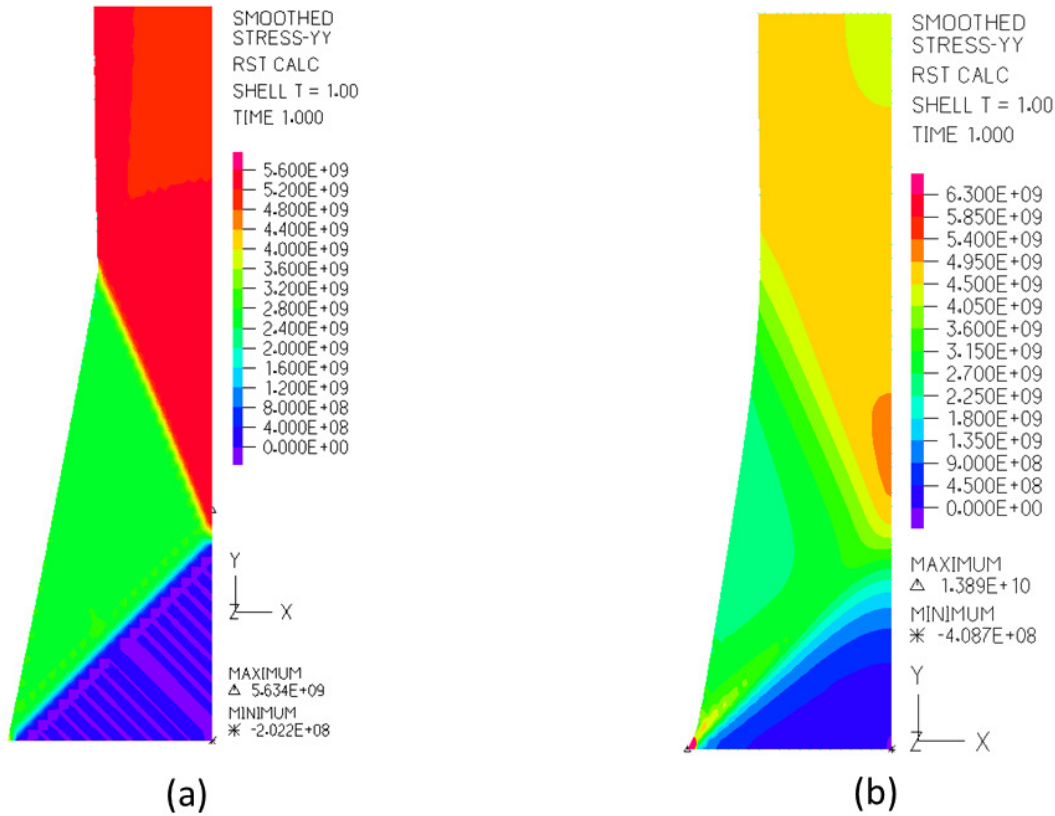 SMOOTHED
STRESS-YY
RST CALC
SHELL T = 1.00
TIME 1.000
5.600E+09
5.200E+09
4.800E+09
4.400E+09
4.000E+09
3.600E+09
3.200E+09
2.800E+09
2.400E+09
2.000E+09
1.600E+09
1.200E+09
8.000E+08
4.000E+08
0.000E+00
Y
Z X
MAXIMUM
△ 5.634E+09
MINIMUM
✳ -2.022E+08
(a)
SMOOTHED
STRESS-YY
RST CALC
SHELL T = 1.00
TIME 1.000
6.300E+09
5.850E+09
5.400E+09
4.950E+09
4.500E+09
4.050E+09
3.600E+09
3.150E+09
2.700E+09
2.250E+09
1.800E+09
1.350E+09
9.000E+08
4.500E+08
0.000E+00
MAXIMUM
△ 1.389E+10
MINIMUM
✳ -4.087E+08
Y
Z X
(b)